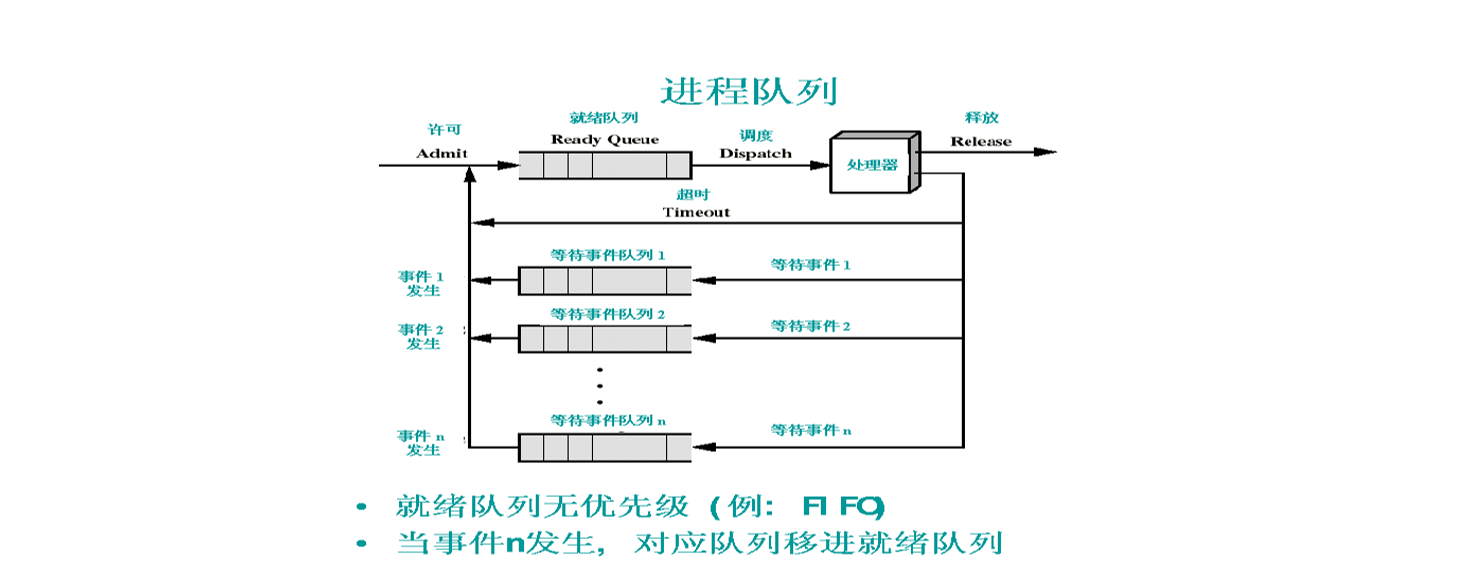 进程队列
就绪队列
Ready Queue
许可
Admit
调度
Dispatch
处理器
释放
Release
超时
Timeout
等待事件队列 1
等待事件 1
事件 1
发生
等待事件队列 2
等待事件 2
事件 2
发生
等待事件队列 n
等待事件 n
事件 n
发生
• 就绪队列无优先级(例: FIFO)
• 当事件n发生, 对应队列移进就绪队列